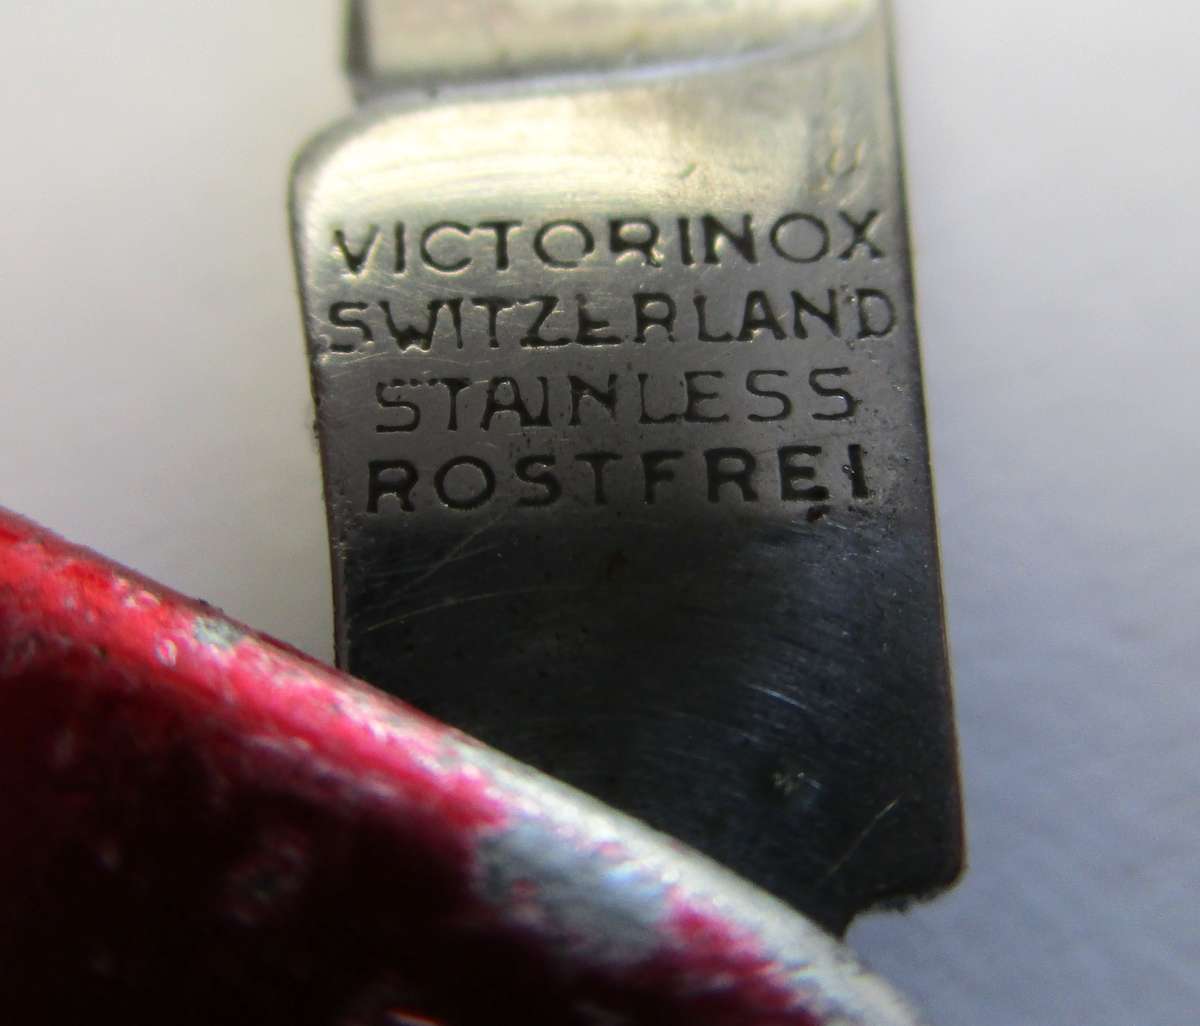 VICTORINOX
SWITZERLAND
STAINLESS
ROSTFREI